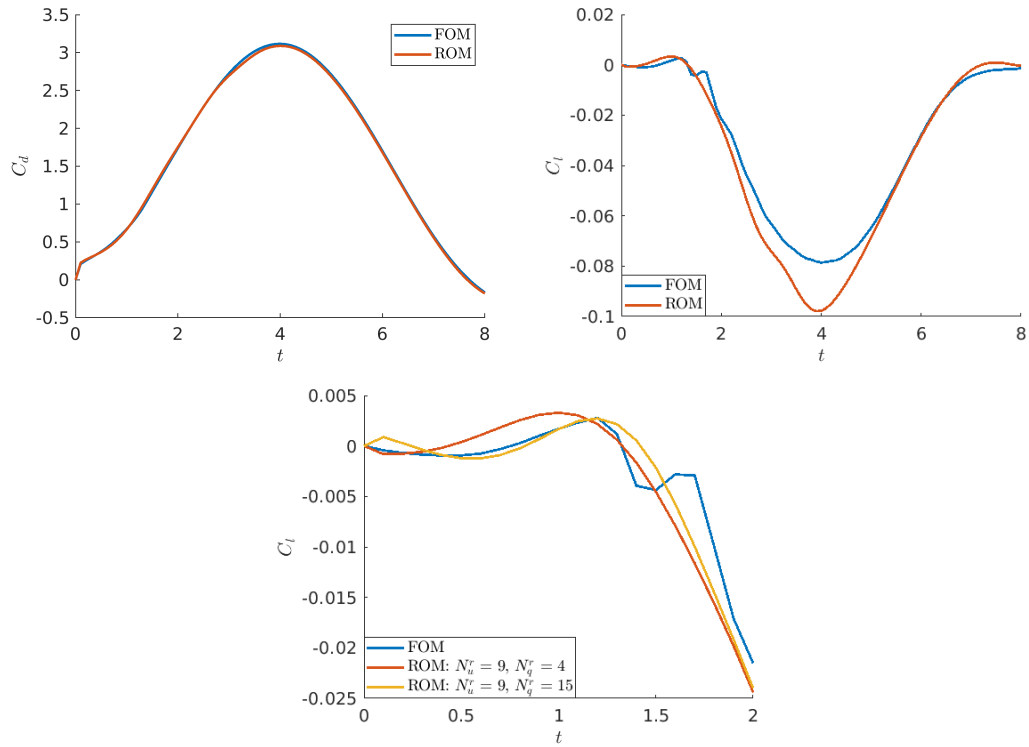 3.5
3
2.5
2
1.5
1
0.5
0
-0.5
C_d
0 2 4 6 8
t
FOM
ROM
0.02
0
-0.02
-0.04
-0.06
-0.08
-0.1
C_l
0 2 4 6 8
t
FOM
ROM
0.005
0
-0.005
-0.01
-0.015
-0.02
-0.025
C_l
0 0.5 1 1.5 2
t
FOM
ROM: N_u^r = 9, N_q^r = 4
ROM: N_u^r = 9, N_q^r = 15